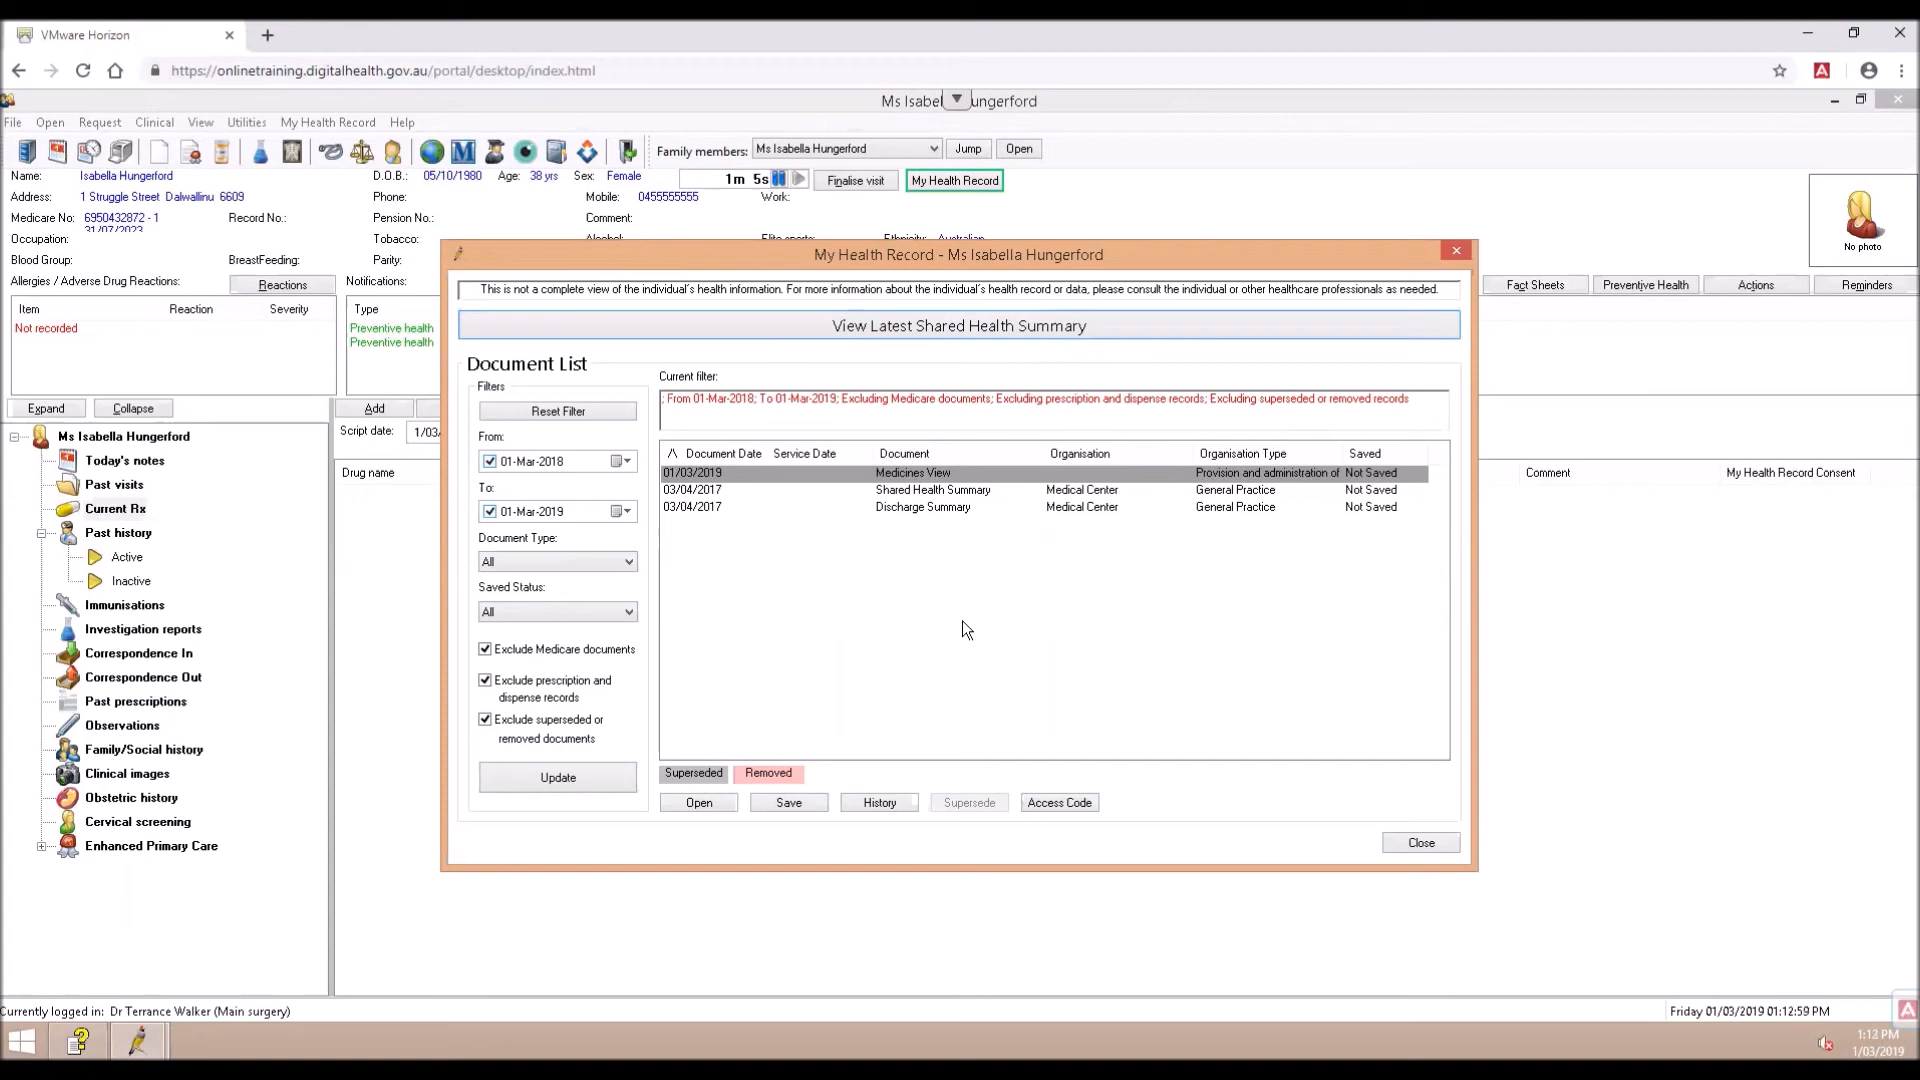 VMware Horizon
https://onlinetraining.digitalhealth.gov.au/portal/desktop/index.html
Ms Isabel ungerford
File Open Request Clinical View Utilities My Health Record Help
Family members: Ms Isabella Hungerford Jump Open
Name: Isabella Hungerford D.O.B.: 05/10/1980 Age: 38 yrs Sex: Female 1m 5s Finalise visit My Health Record
Address: 1 Struggle Street Dalwallinu 6609 Phone: Mobile: 0455555555 Work:
Medicare No: 6950432872 - 1 Record No.: Pension No.: Comment:
31/07/2023
Occupation: Tobacco: Alcohol: Elite sports: Ethnicity: Australian
No photo
Blood Group: BreastFeeding: Parity:
Allergies / Adverse Drug Reactions: Reactions Notifications: Fact Sheets Preventive Health Actions Reminders
Item Reaction Severity Type
Not recorded Preventive health
Preventive health
Expand Collapse Add
Script date: 1/03/
Drug name Comment My Health Record Consent
Ms Isabella Hungerford
Today's notes
Past visits
Current Rx
Past history
Active
Inactive
Immunisations
Investigation reports
Correspondence In
Correspondence Out
Past prescriptions
Observations
Family/Social history
Clinical images
Obstetric history
Cervical screening
Enhanced Primary Care
My Health Record - Ms Isabella Hungerford
This is not a complete view of the individual's health information. For more information about the individual's health record or data, please consult the individual or other healthcare professionals as needed.
View Latest Shared Health Summary
Document List
Filters
Reset Filter
From:
01-Mar-2018
To:
01-Mar-2019
Document Type:
All
Saved Status:
All
Exclude Medicare documents
Exclude prescription and
dispense records
Exclude superseded or
removed documents
Update
Current filter:
; From 01-Mar-2018; To 01-Mar-2019; Excluding Medicare documents; Excluding prescription and dispense records; Excluding superseded or removed records
/\ Document Date Service Date Document Organisation Organisation Type Saved
01/03/2019 Medicines View Provision and administration of Not Saved
03/04/2017 Shared Health Summary Medical Center General Practice Not Saved
03/04/2017 Discharge Summary Medical Center General Practice Not Saved
Superseded Removed
Open Save History Supersede Access Code
Close
Currently logged in: Dr Terrance Walker (Main surgery) Friday 01/03/2019 01:12:59 PM
1:12 PM
1/03/2019